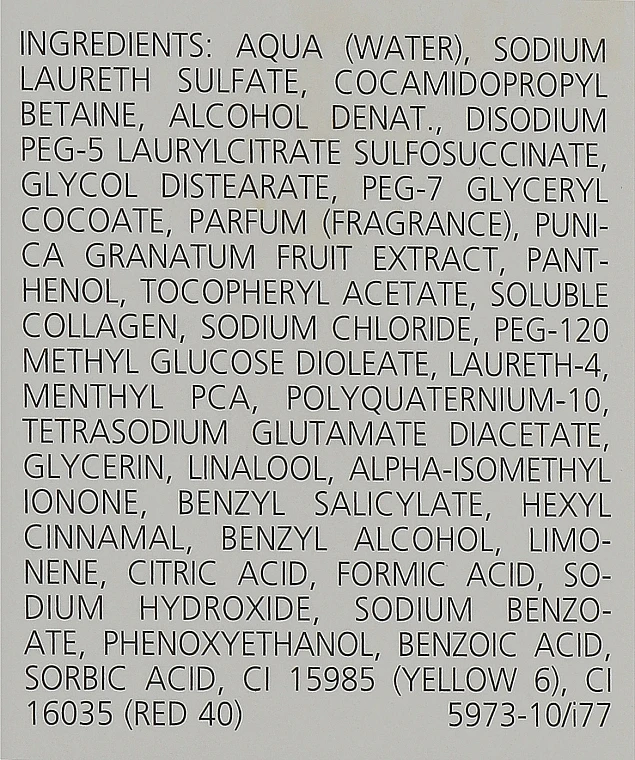 INGREDIENTS: AQUA (WATER), SODIUM
LAURETH SULFATE, COCAMIDOPROPYL
BETAINE, ALCOHOL DENAT., DISODIUM
PEG-5 LAURYLCITRATE SULFOSUCCINATE,
GLYCOL DISTEARATE, PEG-7 GLYCERYL
COCOATE, PARFUM (FRAGRANCE), PUNI-
CA GRANATUM FRUIT EXTRACT, PANT-
HENOL, TOCOPHERYL ACETATE, SOLUBLE
COLLAGEN, SODIUM CHLORIDE, PEG-120
METHYL GLUCOSE DIOLEATE, LAURETH-4,
MENTHYL PCA, POLYQUATERNIUM-10,
TETRASODIUM GLUTAMATE DIACETATE,
GLYCERIN, LINALOOL, ALPHA-ISOMETHYL
IONONE, BENZYL SALICYLATE, HEXYL
CINNAMAL, BENZYL ALCOHOL, LIMO-
NENE, CITRIC ACID, FORMIC ACID, SO-
DIUM HYDROXIDE, SODIUM BENZO-
ATE, PHENOXYETHANOL, BENZOIC ACID,
SORBIC ACID, CI 15985 (YELLOW 6), CI
16035 (RED 40) 5973-10/i77